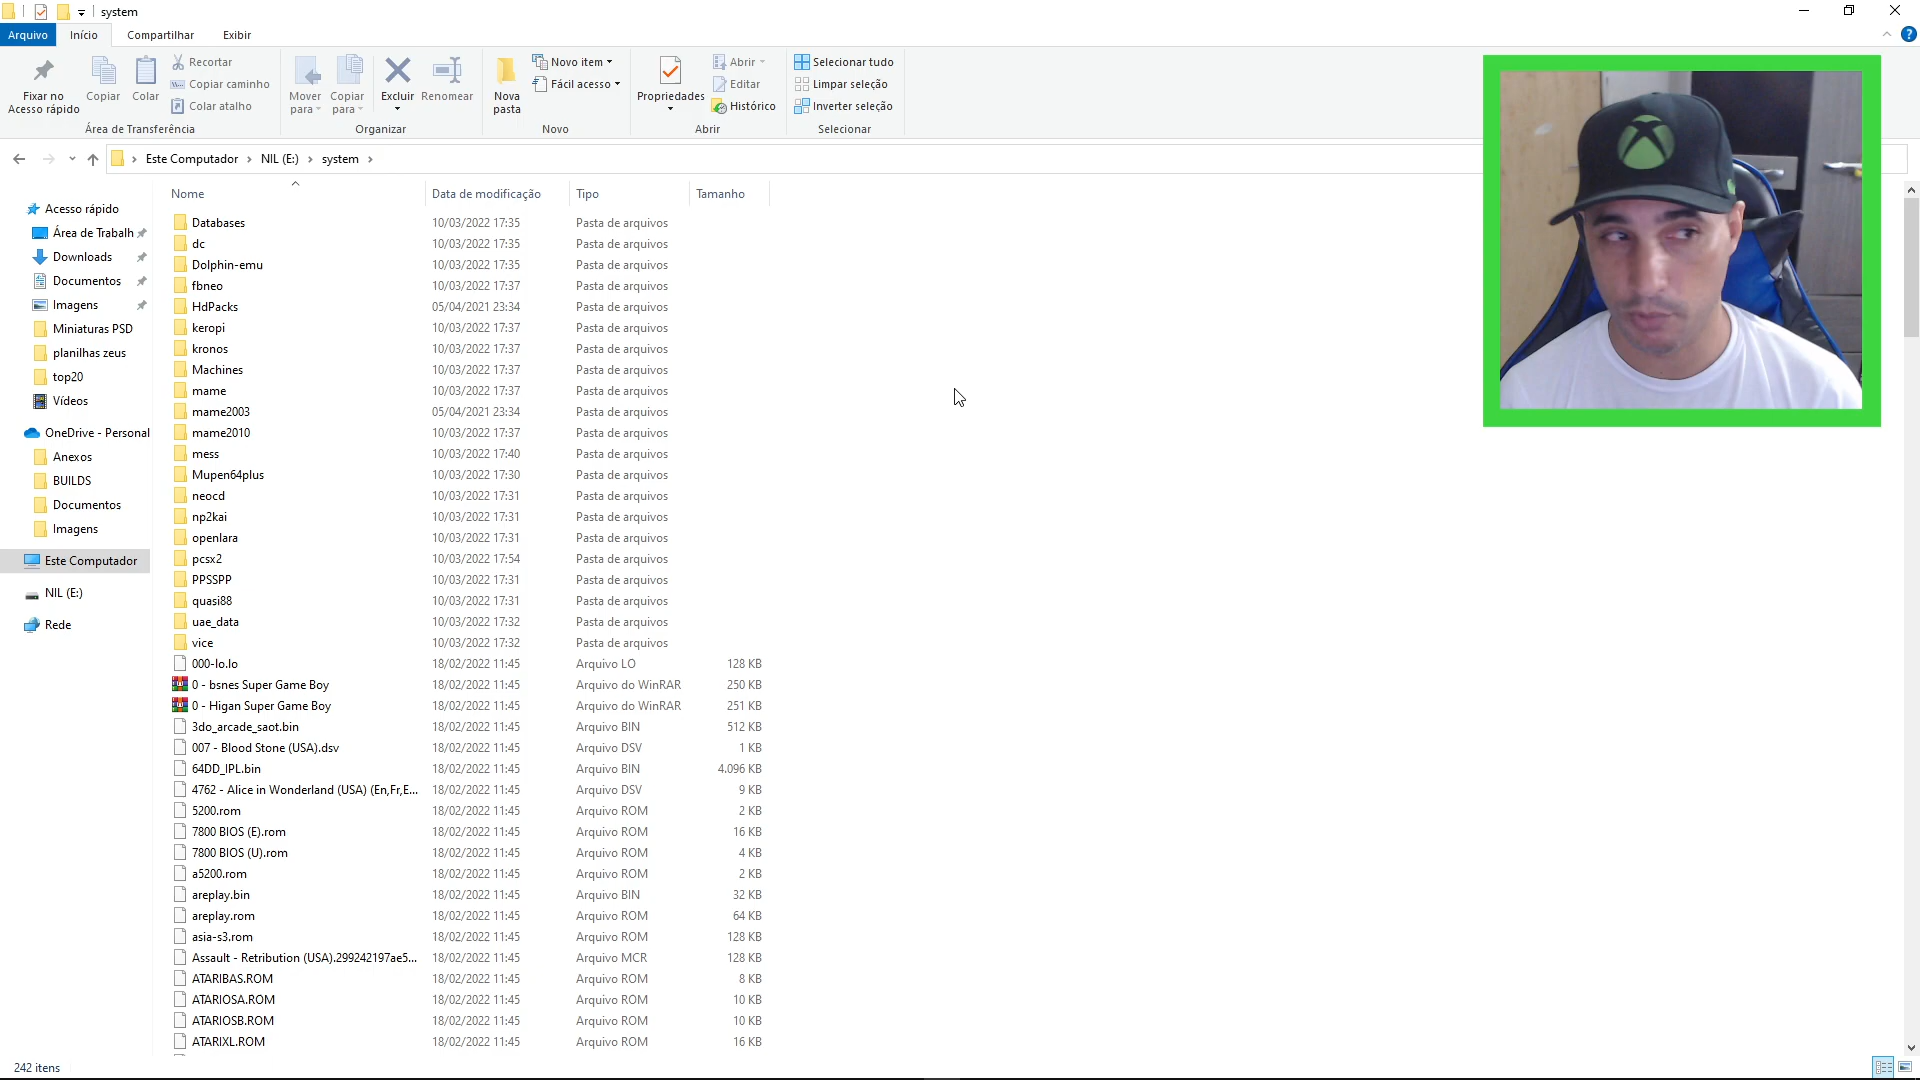 system
Arquivo Início Compartilhar Exibir
Fixar no Acesso rápido
Copiar
Colar
Recortar
Copiar caminho
Colar atalho
Área de Transferência
Mover para
Copiar para
Excluir
Renomear
Organizar
Nova pasta
Novo item
Fácil acesso
Novo
Propriedades
Abrir
Editar
Histórico
Abrir
Selecionar tudo
Limpar seleção
Inverter seleção
Selecionar
Este Computador NIL (E:) system
Acesso rápido
Área de Trabalh
Downloads
Documentos
Imagens
Miniaturas PSD
planilhas zeus
top20
Vídeos
OneDrive - Personal
Anexos
BUILDS
Documentos
Imagens
Este Computador
NIL (E:)
Rede
Nome Data de modificação Tipo Tamanho
Databases 10/03/2022 17:35 Pasta de arquivos
dc 10/03/2022 17:35 Pasta de arquivos
Dolphin-emu 10/03/2022 17:35 Pasta de arquivos
fbneo 10/03/2022 17:37 Pasta de arquivos
HdPacks 05/04/2021 23:34 Pasta de arquivos
keropi 10/03/2022 17:37 Pasta de arquivos
kronos 10/03/2022 17:37 Pasta de arquivos
Machines 10/03/2022 17:37 Pasta de arquivos
mame 10/03/2022 17:37 Pasta de arquivos
mame2003 05/04/2021 23:34 Pasta de arquivos
mame2010 10/03/2022 17:37 Pasta de arquivos
mess 10/03/2022 17:40 Pasta de arquivos
Mupen64plus 10/03/2022 17:30 Pasta de arquivos
neocd 10/03/2022 17:31 Pasta de arquivos
np2kai 10/03/2022 17:31 Pasta de arquivos
openlara 10/03/2022 17:31 Pasta de arquivos
pcsx2 10/03/2022 17:54 Pasta de arquivos
PPSSPP 10/03/2022 17:31 Pasta de arquivos
quasi88 10/03/2022 17:31 Pasta de arquivos
uae_data 10/03/2022 17:32 Pasta de arquivos
vice 10/03/2022 17:32 Pasta de arquivos
000-lo.lo 18/02/2022 11:45 Arquivo LO 128 KB
0 - bsnes Super Game Boy 18/02/2022 11:45 Arquivo do WinRAR 250 KB
0 - Higan Super Game Boy 18/02/2022 11:45 Arquivo do WinRAR 251 KB
3do_arcade_saot.bin 18/02/2022 11:45 Arquivo BIN 512 KB
007 - Blood Stone (USA).dsv 18/02/2022 11:45 Arquivo DSV 1 KB
64DD_IPL.bin 18/02/2022 11:45 Arquivo BIN 4.096 KB
4762 - Alice in Wonderland (USA) (En,Fr,E... 18/02/2022 11:45 Arquivo DSV 9 KB
5200.rom 18/02/2022 11:45 Arquivo ROM 2 KB
7800 BIOS (E).rom 18/02/2022 11:45 Arquivo ROM 16 KB
7800 BIOS (U).rom 18/02/2022 11:45 Arquivo ROM 4 KB
a5200.rom 18/02/2022 11:45 Arquivo ROM 2 KB
areplay.bin 18/02/2022 11:45 Arquivo BIN 32 KB
areplay.rom 18/02/2022 11:45 Arquivo ROM 64 KB
asia-s3.rom 18/02/2022 11:45 Arquivo ROM 128 KB
Assault - Retribution (USA).299242197ae5... 18/02/2022 11:45 Arquivo MCR 128 KB
ATARIBAS.ROM 18/02/2022 11:45 Arquivo ROM 8 KB
ATARIOSA.ROM 18/02/2022 11:45 Arquivo ROM 10 KB
ATARIOSB.ROM 18/02/2022 11:45 Arquivo ROM 10 KB
ATARIXL.ROM 18/02/2022 11:45 Arquivo ROM 16 KB
242 itens